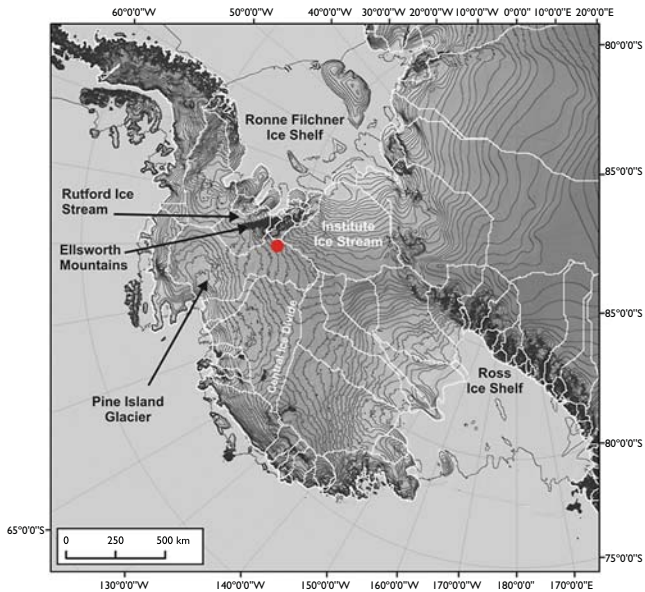 60°0'0"W 50°0'0"W 40°0'0"W 30°0'0"W 20°0'0"W 10°0'0"W 0°0'0" 10°0'0"E 20°0'0"E
80°0'0"S
Ronne Filchner
Ice Shelf
85°0'0"S
Rutford Ice
Stream
Institute
Ice Stream
Ellsworth
Mountains
85°0'0"S
Central Ice Divide
Ross
Ice Shelf
Pine Island
Glacier
80°0'0"S
65°0'0"S
0 250 500 km
75°0'0"S
130°0'0"W 140°0'0"W 150°0'0"W 160°0'0"W 170°0'0"W 180°0'0" 170°0'0"E